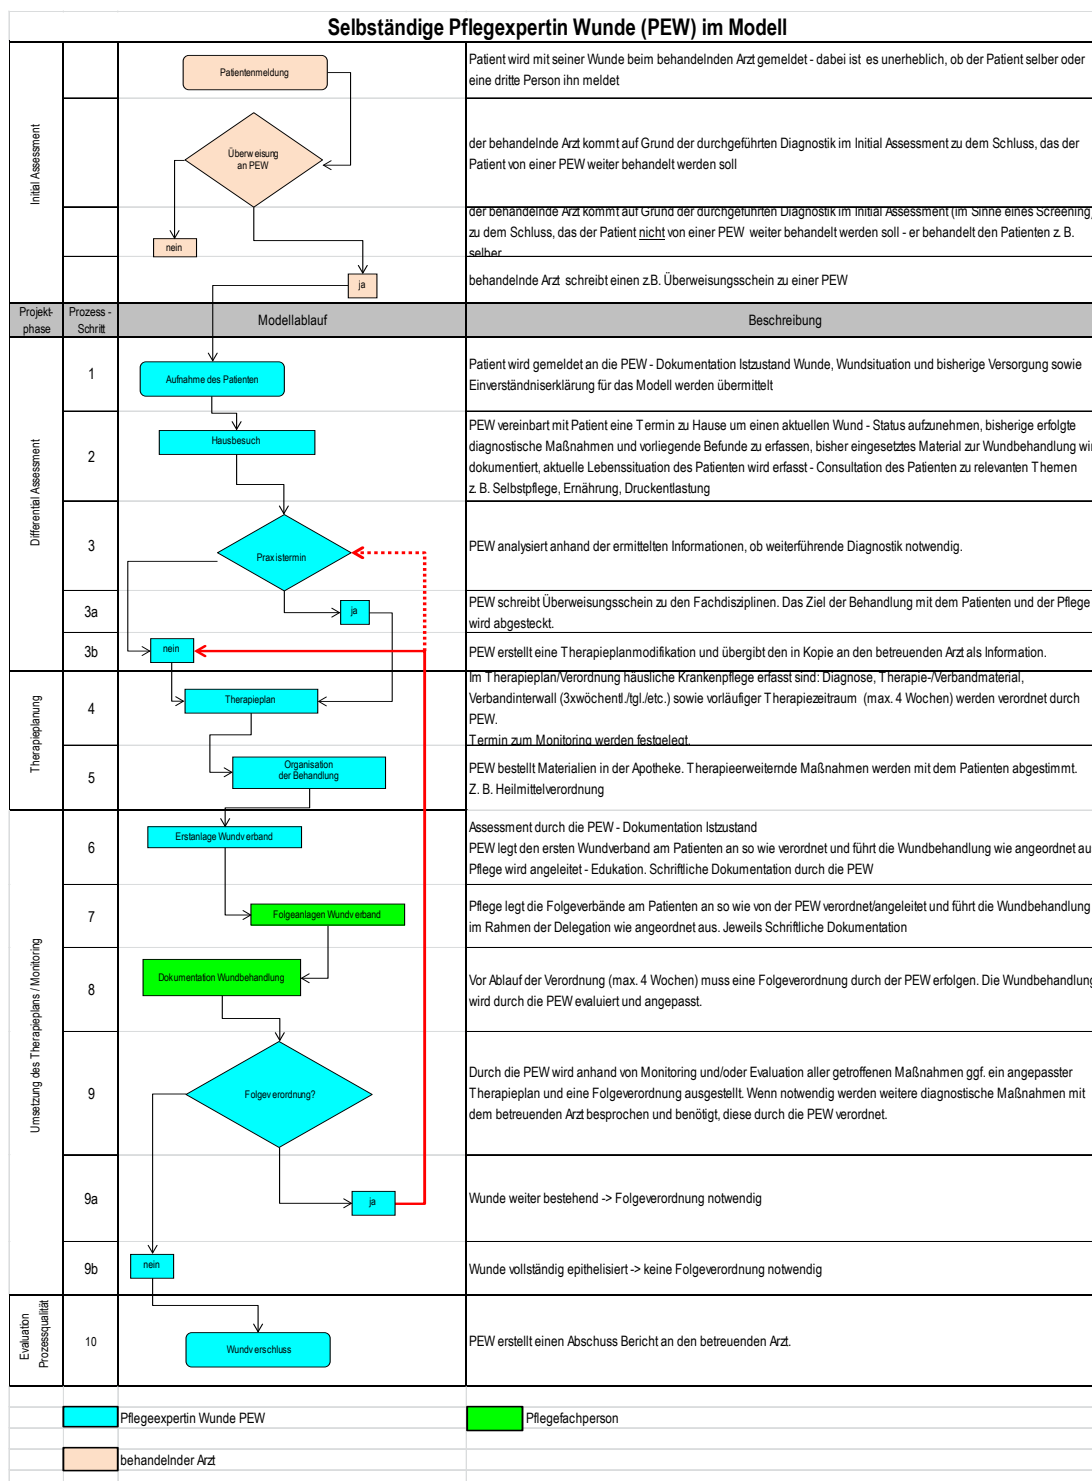 Selbständige Pflegexpertin Wunde (PEW) im Modell
Initial Assessment
Patientenmeldung
Patient wird mit seiner Wunde beim behandelnden Arzt gemeldet - dabei ist es unerheblich, ob der Patient selber oder
eine dritte Person ihn meldet
Überweisung
an PEW
der behandelnde Arzt kommt auf Grund der durchgeführten Diagnostik im Initial Assessment zu dem Schluss, das der
Patient von einer PEW weiter behandelt werden soll
nein
der behandelnde Arzt kommt auf Grund der durchgeführten Diagnostik im Initial Assessment (im Sinne eines Screening)
zu dem Schluss, das der Patient nicht von einer PEW weiter behandelt werden soll - er behandelt den Patienten z. B.
selber
ja
behandelnde Arzt schreibt einen z.B. Überweisungsschein zu einer PEW
Projekt-
phase
Prozess -
Schritt
Modellablauf
Beschreibung
Differential Assessment
1
Aufnahme des Patienten
Patient wird gemeldet an die PEW - Dokumentation Istzustand Wunde, Wundsituation und bisherige Versorgung sowie
Einverständniserklärung für das Modell werden übermittelt
2
Hausbesuch
PEW vereinbart mit Patient eine Termin zu Hause um einen aktuellen Wund - Status aufzunehmen, bisherige erfolgte
diagnostische Maßnahmen und vorliegende Befunde zu erfassen, bisher eingesetztes Material zur Wundbehandlung wi
dokumentiert, aktuelle Lebenssituation des Patienten wird erfasst - Consultation des Patienten zu relevanten Themen
z. B. Selbstpflege, Ernährung, Druckentlastung
3
Praxistermin
PEW analysiert anhand der ermittelten Informationen, ob weiterführende Diagnostik notwendig.
3a
ja
PEW schreibt Überweisungsschein zu den Fachdisziplinen. Das Ziel der Behandlung mit dem Patienten und der Pflege
wird abgesteckt.
3b
nein
PEW erstellt eine Therapieplanmodifikation und übergibt den in Kopie an den betreuenden Arzt als Information.
Therapieplanung
4
Therapieplan
Im Therapieplan/Verordnung häusliche Krankenpflege erfasst sind: Diagnose, Therapie-/Verbandmaterial,
Verbandinterwall (3xwöchentl./tgl./etc.) sowie vorläufiger Therapiezeitraum (max. 4 Wochen) werden verordnet durch
PEW.
Termin zum Monitoring werden festgelegt.
5
Organisation
der Behandlung
PEW bestellt Materialien in der Apotheke. Therapieerweiternde Maßnahmen werden mit dem Patienten abgestimmt.
Z. B. Heilmittelverordnung
Umsetzung des Therapieplans / Monitoring
6
Erstanlage Wundverband
Assessment durch die PEW - Dokumentation Istzustand
PEW legt den ersten Wundverband am Patienten an so wie verordnet und führt die Wundbehandlung wie angeordnet au
Pflege wird angeleitet - Edukation. Schriftliche Dokumentation durch die PEW
7
Folgeanlagen Wundverband
Pflege legt die Folgeverbände am Patienten an so wie von der PEW verordnet/angeleitet und führt die Wundbehandlung
im Rahmen der Delegation wie angeordnet aus. Jeweils Schriftliche Dokumentation
8
Dokumentation Wundbehandlung
Vor Ablauf der Verordnung (max. 4 Wochen) muss eine Folgeverordnung durch der PEW erfolgen. Die Wundbehandlung
wird durch die PEW evaluiert und angepasst.
9
Folgeverordnung?
Durch die PEW wird anhand von Monitoring und/oder Evaluation aller getroffenen Maßnahmen ggf. ein angepasster
Therapieplan und eine Folgeverordnung ausgestellt. Wenn notwendig werden weitere diagnostische Maßnahmen mit
dem betreuenden Arzt besprochen und benötigt, diese durch die PEW verordnet.
9a
ja
Wunde weiter bestehend -> Folgeverordnung notwendig
9b
nein
Wunde vollständig epithelisiert -> keine Folgeverordnung notwendig
Evaluation
Prozessqualität
10
Wundverschluss
PEW erstellt einen Abschuss Bericht an den betreuenden Arzt.
Pflegeexpertin Wunde PEW
Pflegefachperson
behandelnder Arzt